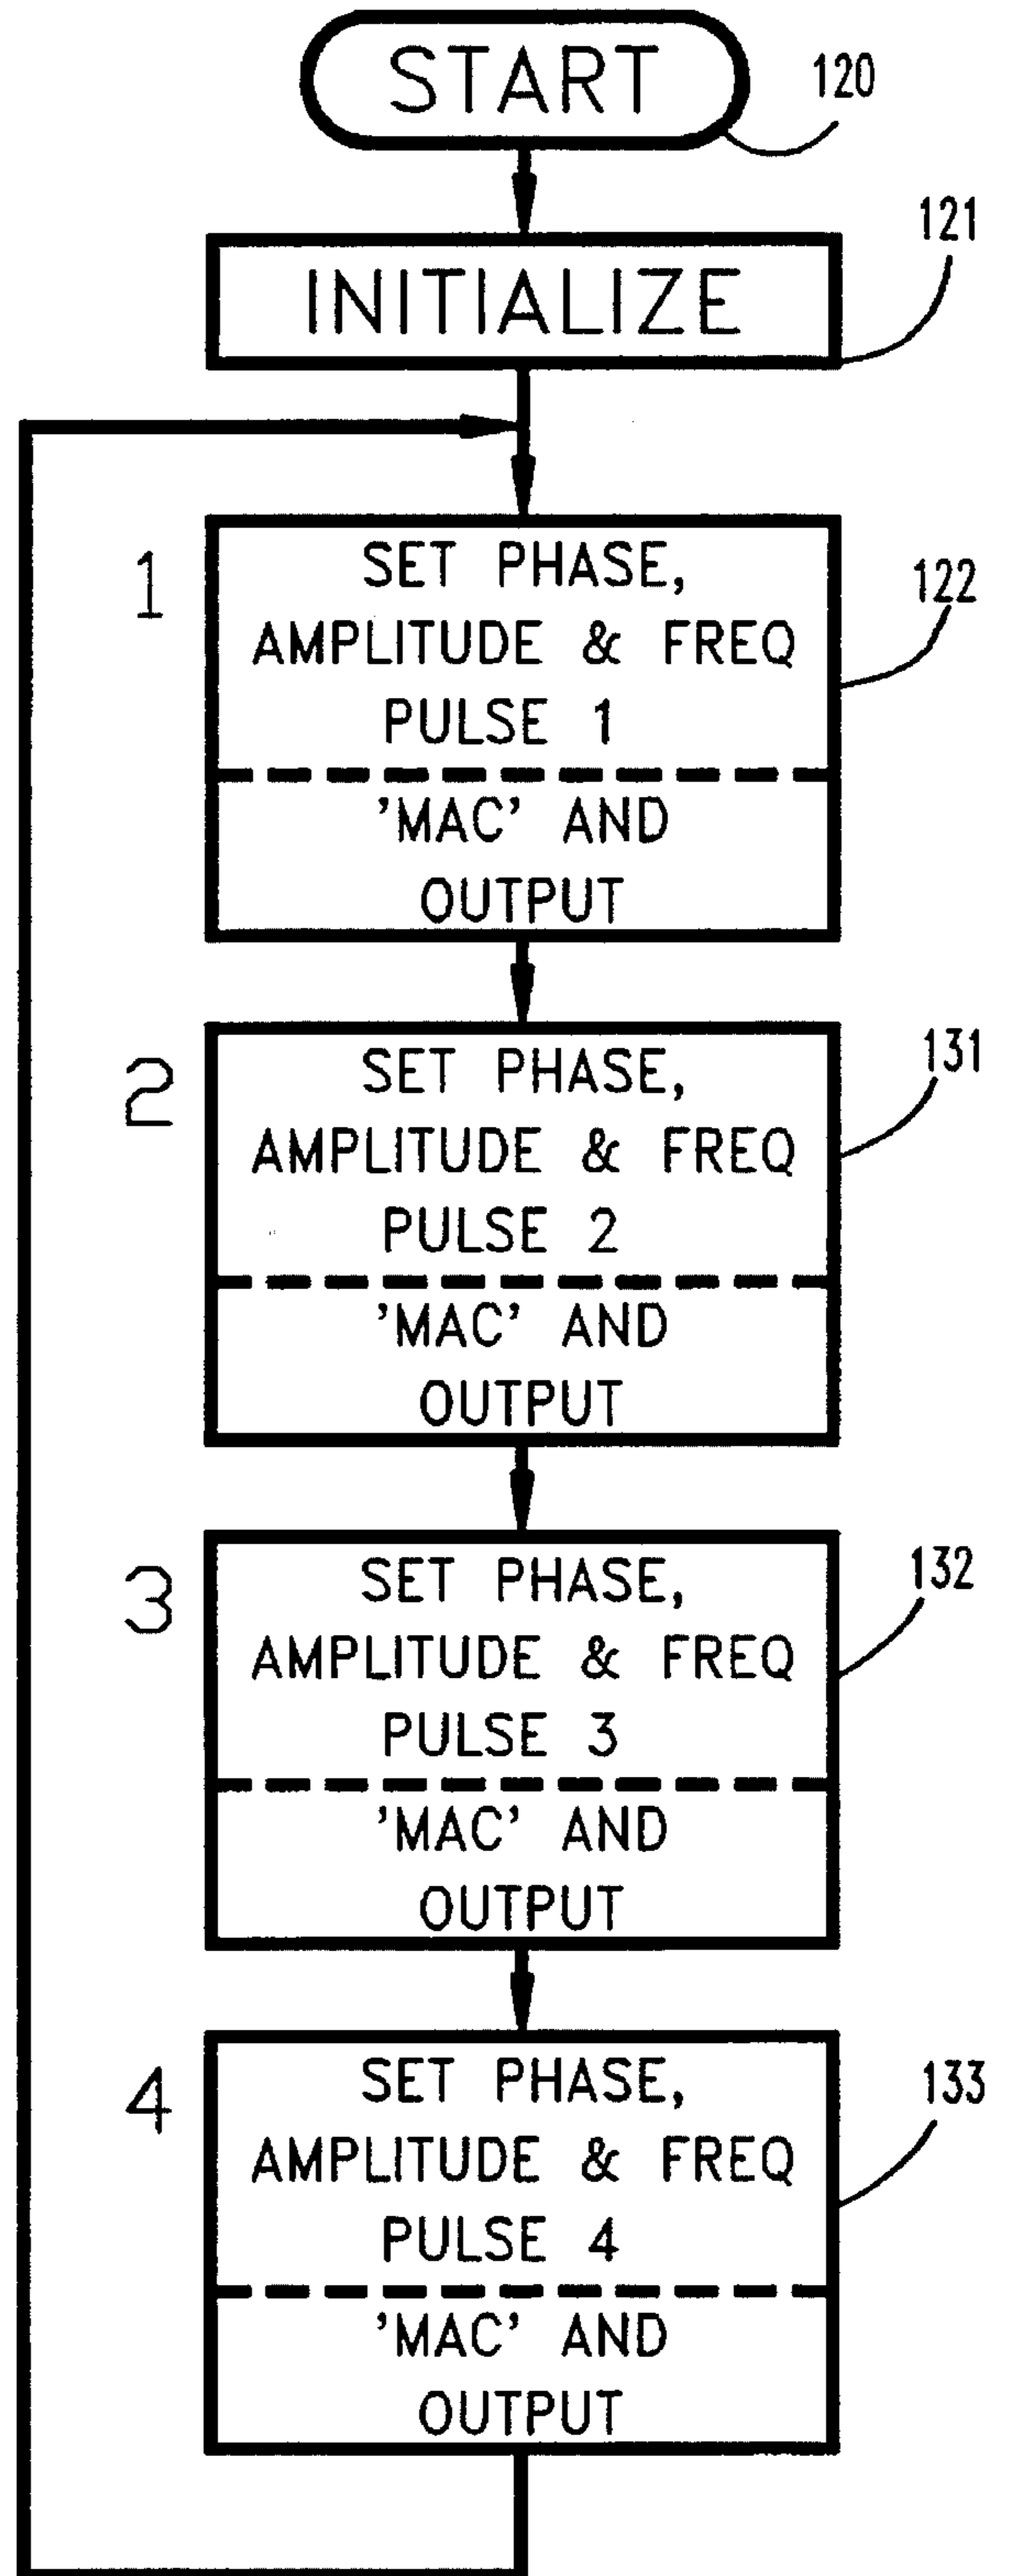 START
120
INITIALIZE
121
1
SET PHASE,
AMPLITUDE & FREQ
PULSE 1
'MAC' AND
OUTPUT
122
2
SET PHASE,
AMPLITUDE & FREQ
PULSE 2
'MAC' AND
OUTPUT
131
3
SET PHASE,
AMPLITUDE & FREQ
PULSE 3
'MAC' AND
OUTPUT
132
4
SET PHASE,
AMPLITUDE & FREQ
PULSE 4
'MAC' AND
OUTPUT
133